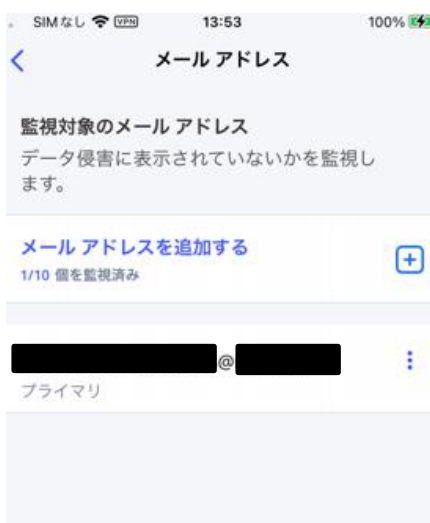 SIMなし VPN 13:53 100%
メール アドレス
監視対象のメール アドレス
データ侵害に表示されていないかを監視し
ます。
メール アドレスを追加する
1/10 個を監視済み
@
プライマリ